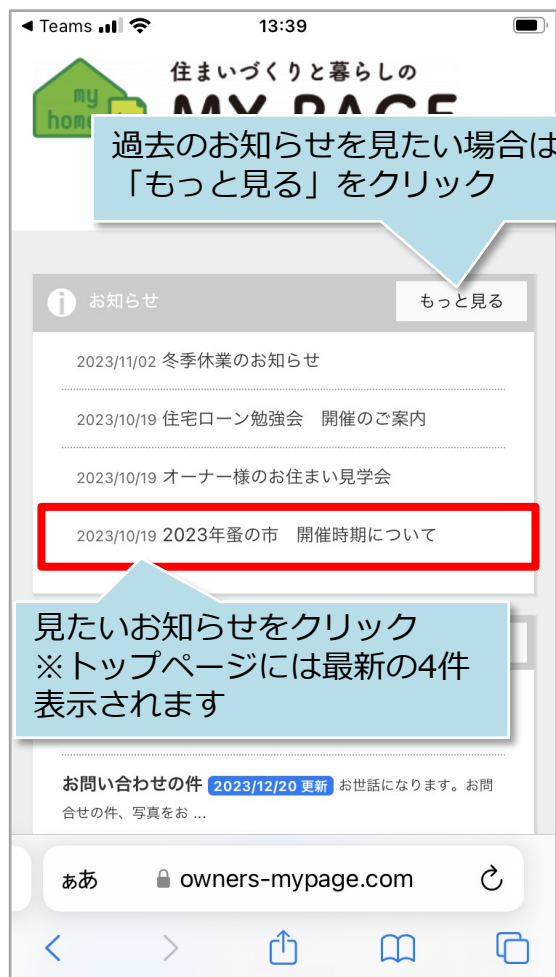 Teams
13:39
my
home
住まいづくりと暮らしの
MY PAGE
過去のお知らせを見たい場合は
「もっと見る」をクリック
お知らせ
もっと見る
2023/11/02 冬季休業のお知らせ
2023/10/19 住宅ローン勉強会　開催のご案内
2023/10/19 オーナー様のお住まい見学会
2023/10/19 2023年蚤の市　開催時期について
見たいお知らせをクリック
※トップページには最新の4件
表示されます
お問い合わせの件 2023/12/20 更新 お世話になります。お問
合せの件、写真をお ...
ぁあ
owners-mypage.com